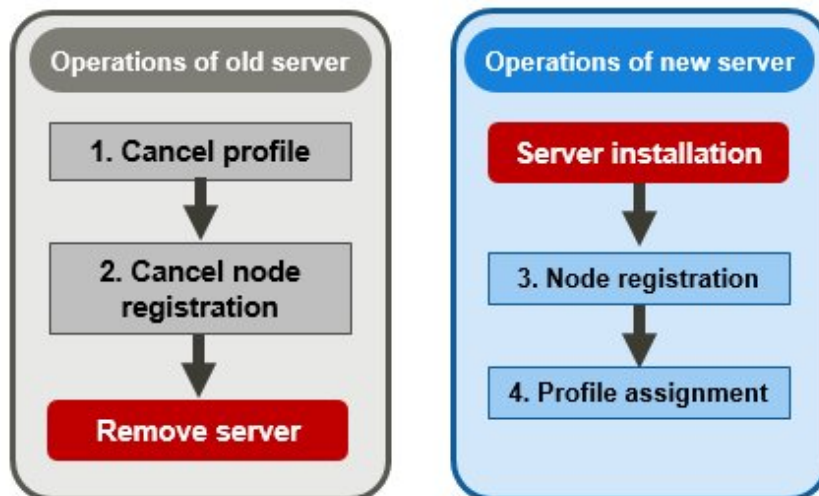 Operations of old server
1. Cancel profile
2. Cancel node
registration
Remove server
Operations of new server
Server installation
3. Node registration
4. Profile assignment